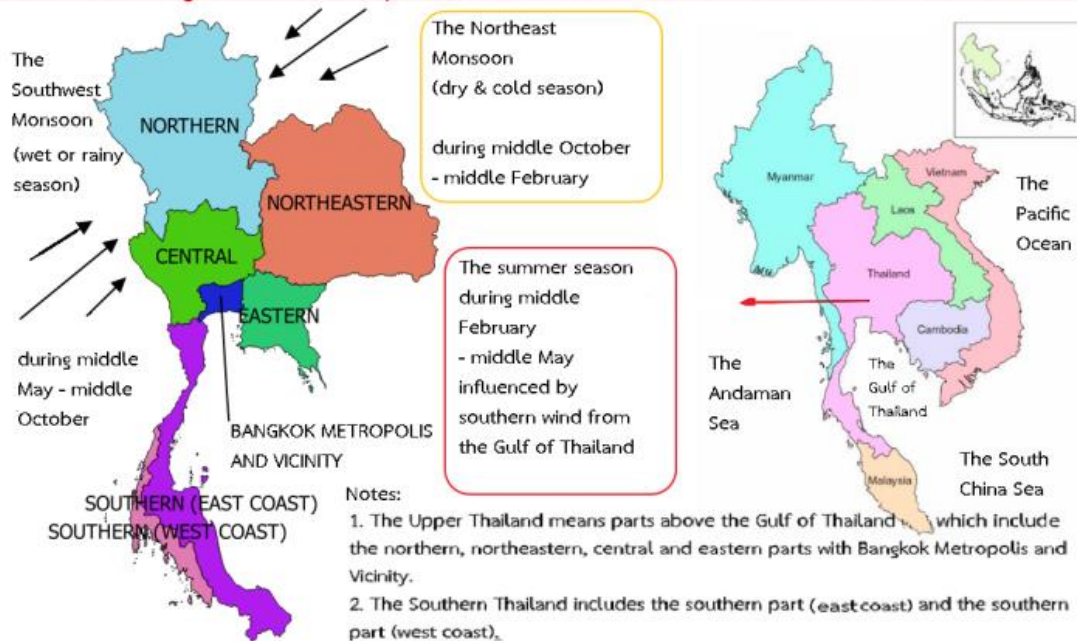 The
Southwest
Monsoon
(wet or rainy
season)
NORTHERN
NORTHEASTERN
CENTRAL
EASTERN
during middle
May - middle
October
BANGKOK METROPOLIS
AND VICINITY
SOUTHERN (EAST COAST)
SOUTHERN (WEST COAST)
The Northeast
Monsoon
(dry & cold season)
during middle October
- middle February
The summer season
during middle
February
- middle May
influenced by
southern wind from
the Gulf of Thailand
Myanmar
Vietnam
Laos
Thailand
Cambodia
Malaysia
The
Pacific
Ocean
The
Andaman
Sea
The
Gulf of
Thailand
The South
China Sea
Notes:
1. The Upper Thailand means parts above the Gulf of Thailand which include
the northern, northeastern, central and eastern parts with Bangkok Metropolis and
Vicinity.
2. The Southern Thailand includes the southern part (east coast) and the southern
part (west coast).